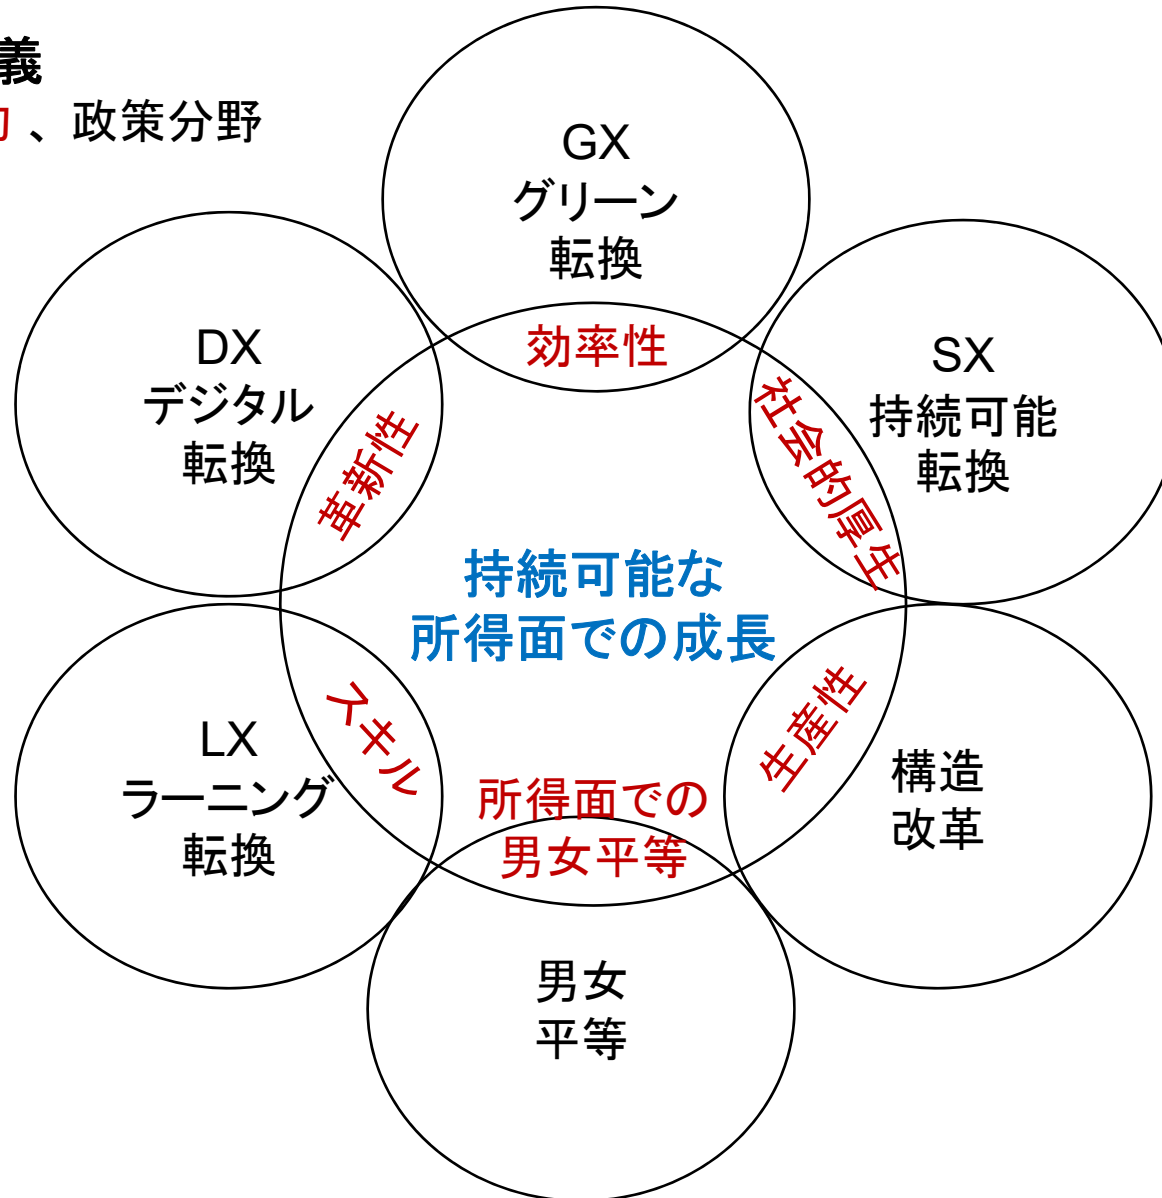 義
、政策分野
GX
グリーン
転換
効率性
DX
デジタル
転換
革新性
SX
持続可能
転換
社会的厚生
持続可能な
所得面での成長
LX
ラーニング
転換
スキル
生産性
構造
改革
所得面での
男女平等
男女
平等